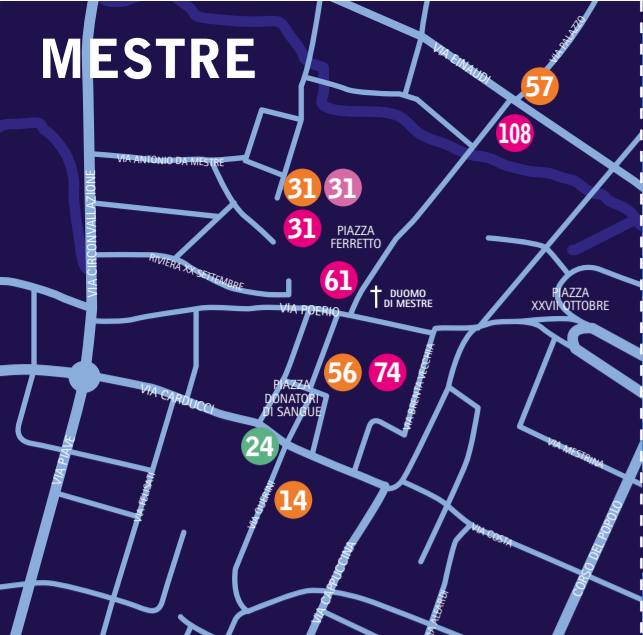 MESTRE
VIA EINAUDI
VIA PALAZZO
57
108
VIA ANTONIO DA MESTRE
31
31
31
PIAZZA
FERRETTO
VIA CIRCONVALLAZIONE
RIVIERA XX SETTEMBRE
61
DUOMO
DI MESTRE
PIAZZA
XXVII OTTOBRE
VIA POERIO
56
74
VIA BRENTA VECCHIA
PIAZZA
DONATORI
DI SANGUE
VIA CARDUCCI
24
VIA MESTRINA
VIA PIAVE
VIA FELISATI
VIA QUERINI
14
VIA COSTA
CORSO DEL POPOLO
VIA CAPPUCCINA
VIA ALEARDI